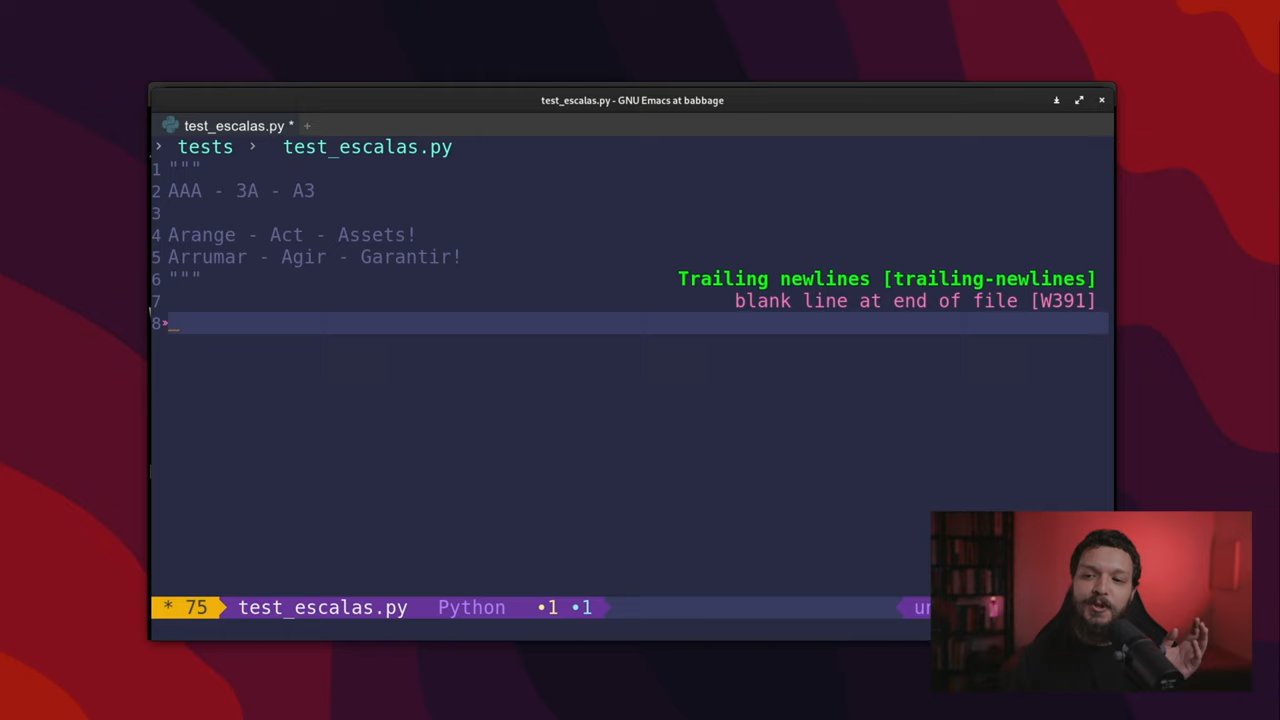 test_escalas.py - GNU Emacs at babbage
test_escalas.py * +
› tests › test_escalas.py
1 """
2 AAA - 3A - A3
3
4 Arange - Act - Assets!
5 Arrumar - Agir - Garantir!
6 """ Trailing newlines [trailing-newlines]
7 blank line at end of file [W391]
8
* 75 test_escalas.py Python •1 •1